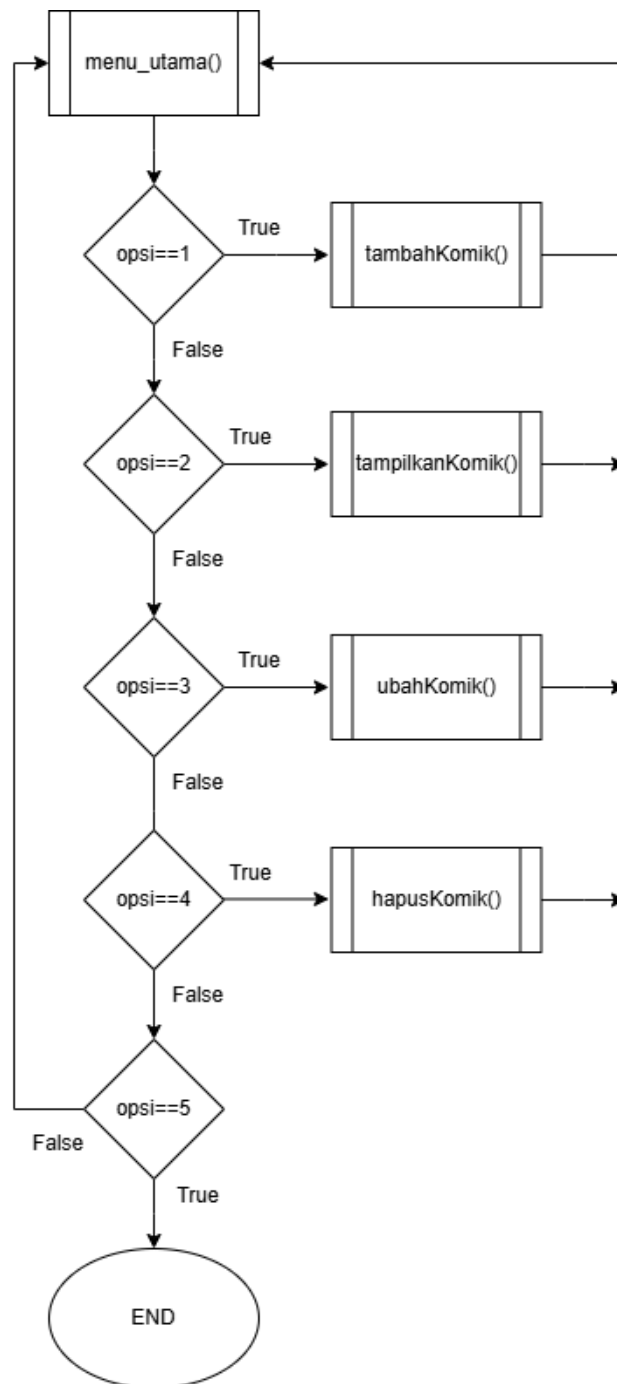 menu_utama()
opsi==1
True
tambahKomik()
False
opsi==2
True
tampilkanKomik()
False
opsi==3
True
ubahKomik()
False
opsi==4
True
hapusKomik()
False
opsi==5
False
True
END